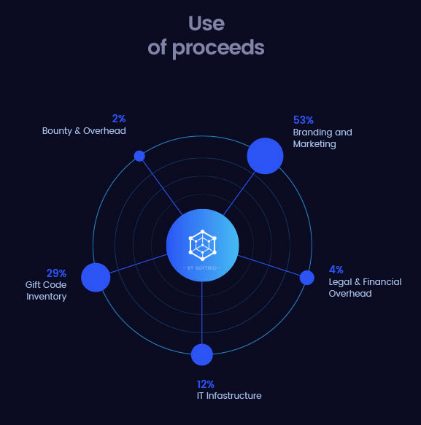 Use
of proceeds
2%
Bounty & Overhead
53%
Branding and
Marketing
29%
Gift Code
Inventory
4%
Legal & Financial
Overhead
12%
IT Infastructure